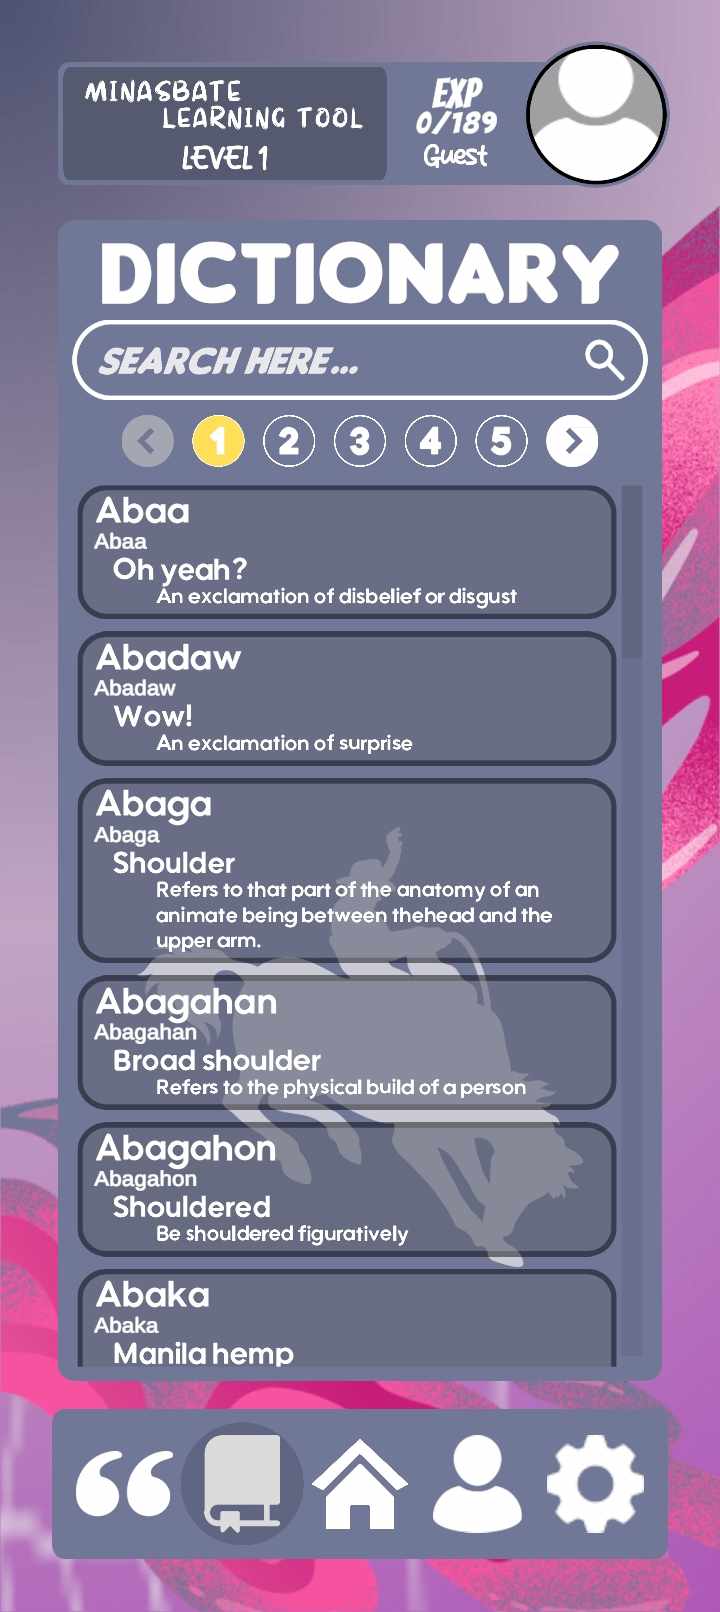 MINASBATE
LEARNING TOOL
LEVEL 1
EXP
0/189
Guest
DICTIONARY
SEARCH HERE...
1 2 3 4 5
Abaa
Abaa
Oh yeah?
An exclamation of disbelief or disgust
Abadaw
Abadaw
Wow!
An exclamation of surprise
Abaga
Abaga
Shoulder
Refers to that part of the anatomy of an
animate being between thehead and the
upper arm.
Abagahan
Abagahan
Broad shoulder
Refers to the physical build of a person
Abagahon
Abagahon
Shouldered
Be shouldered figuratively
Abaka
Abaka
Manila hemp